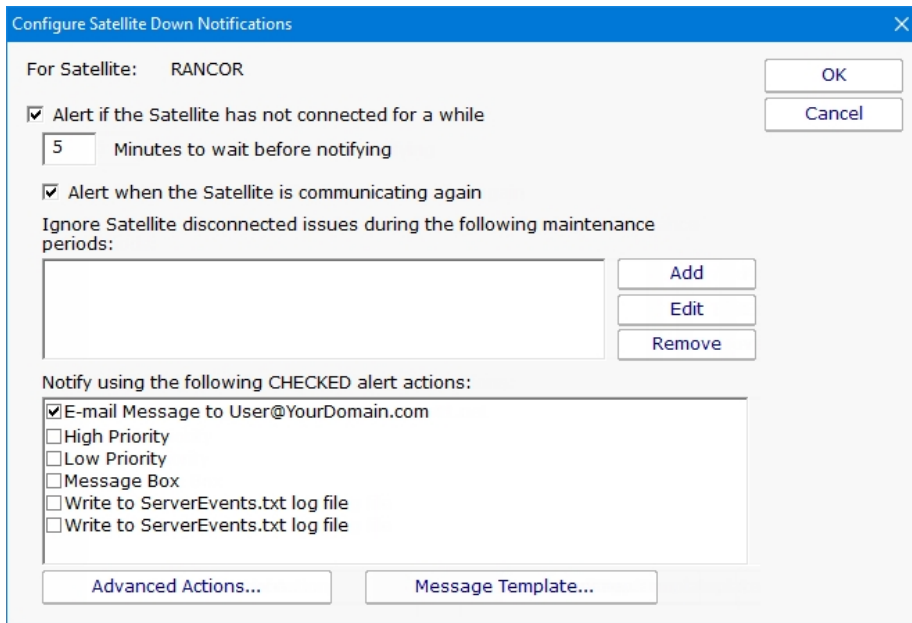 Configure Satellite Down Notifications
For Satellite: RANCOR
OK
Cancel
Alert if the Satellite has not connected for a while
5 Minutes to wait before notifying
Alert when the Satellite is communicating again
Ignore Satellite disconnected issues during the following maintenance
periods:
Add
Edit
Remove
Notify using the following CHECKED alert actions:
E-mail Message to User@YourDomain.com
High Priority
Low Priority
Message Box
Write to ServerEvents.txt log file
Write to ServerEvents.txt log file
Advanced Actions...
Message Template...